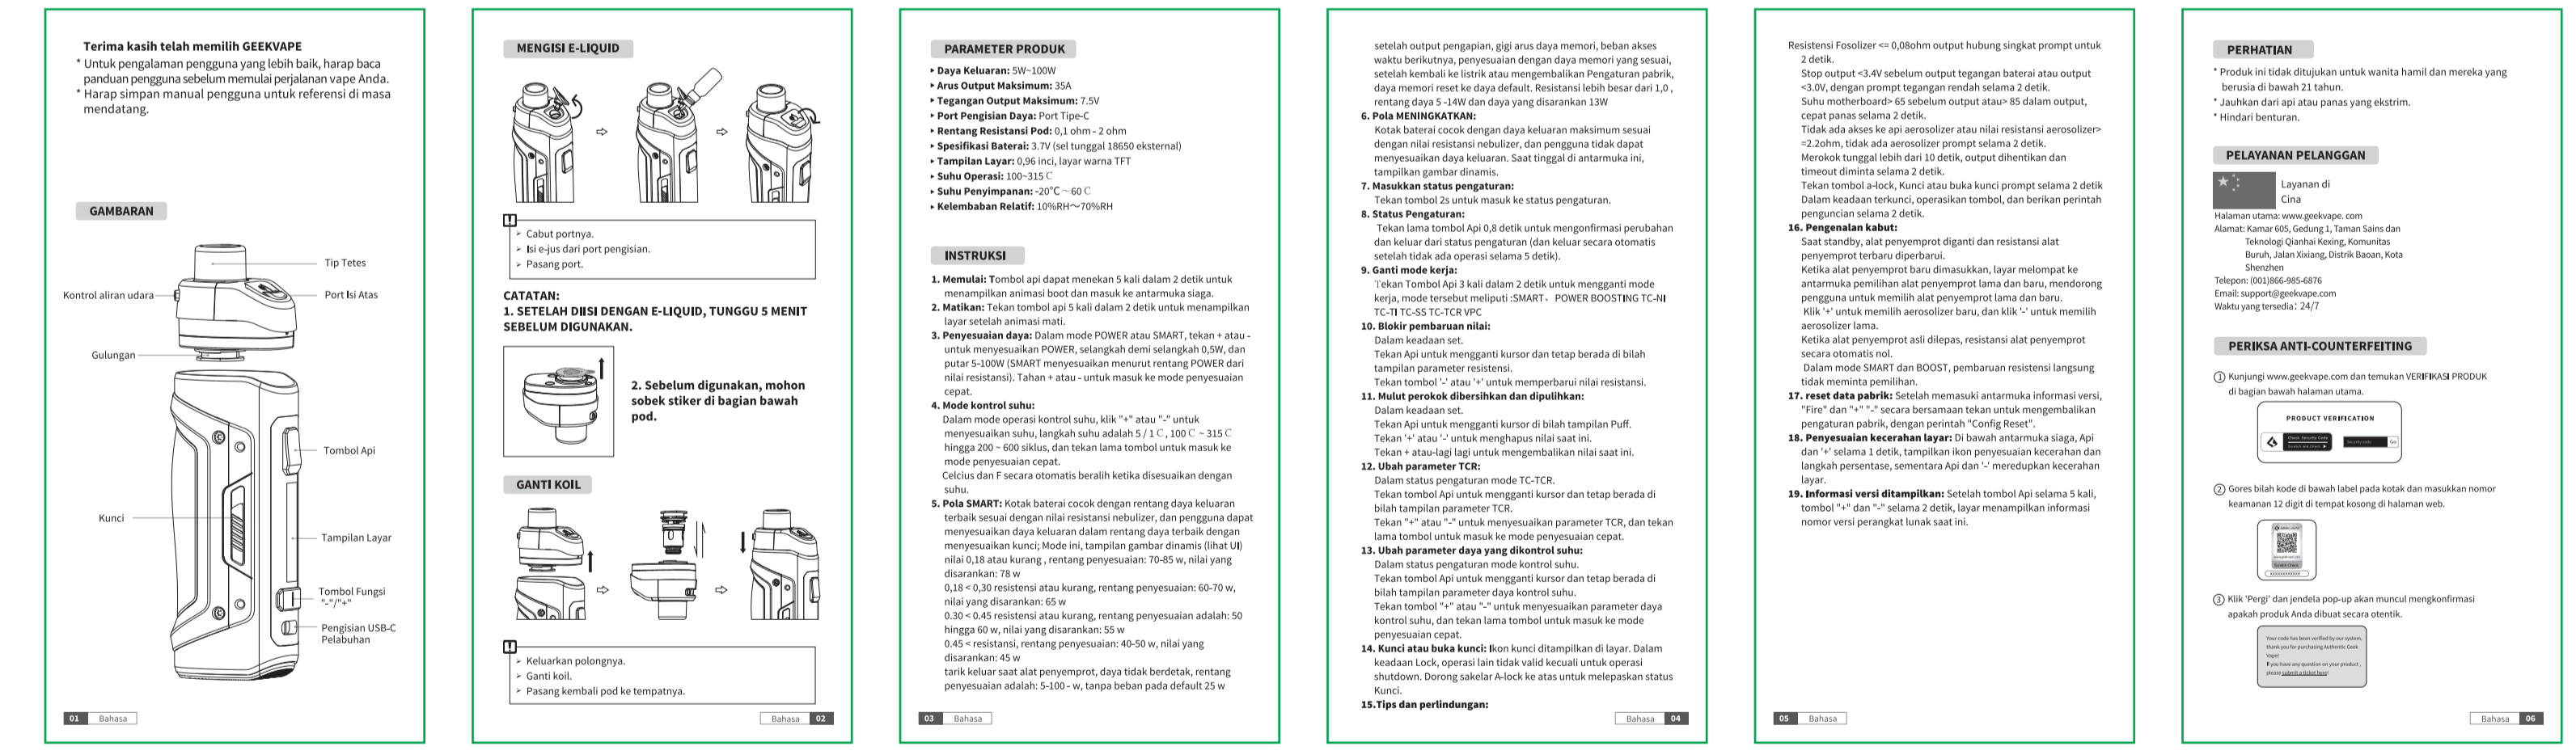 Terima kasih telah memilih GEEKVAPE
* Untuk pengalaman pengguna yang lebih baik, harap baca
panduan pengguna sebelum memulai perjalanan vape Anda.
* Harap simpan manual pengguna untuk referensi di masa
mendatang.
GAMBARAN
Tip Tetes
Kontrol aliran udara
Port Isi Atas
Gulungan
Tombol Api
Kunci
Tampilan Layar
Tombol Fungsi
"-"/"+"
Pengisian USB-C
Pelabuhan
01 Bahasa
MENGISI E-LIQUID
➢ Cabut portnya.
➢ Isi e-jus dari port pengisian.
➢ Pasang port.
CATATAN:
1. SETELAH DIISI DENGAN E-LIQUID, TUNGGU 5 MENIT
SEBELUM DIGUNAKAN.
2. Sebelum digunakan, mohon
sobek stiker di bagian bawah
pod.
GANTI KOIL
➢ Keluarkan polongnya.
➢ Ganti koil.
➢ Pasang kembali pod ke tempatnya.
Bahasa 02
PARAMETER PRODUK
▸ Daya Keluaran: 5W~100W
▸ Arus Output Maksimum: 35A
▸ Tegangan Output Maksimum: 7.5V
▸ Port Pengisian Daya: Port Tipe-C
▸ Rentang Resistansi Pod: 0,1 ohm - 2 ohm
▸ Spesifikasi Baterai: 3.7V (sel tunggal 18650 eksternal)
▸ Tampilan Layar: 0,96 inci, layar warna TFT
▸ Suhu Operasi: 100~315 C
▸ Suhu Penyimpanan: -20°C ~ 60 C
▸ Kelembaban Relatif: 10%RH～70%RH
INSTRUKSI
1. Memulai: Tombol api dapat menekan 5 kali dalam 2 detik untuk
menampilkan animasi boot dan masuk ke antarmuka siaga.
2. Matikan: Tekan tombol api 5 kali dalam 2 detik untuk menampilkan
layar setelah animasi mati.
3. Penyesuaian daya: Dalam mode POWER atau SMART, tekan + atau -
untuk menyesuaikan POWER, selangkah demi selangkah 0,5W, dan
putar 5-100W (SMART menyesuaikan menurut rentang POWER dari
nilai resistansi). Tahan + atau - untuk masuk ke mode penyesuaian
cepat.
4. Mode kontrol suhu:
Dalam mode operasi kontrol suhu, klik "+" atau "-" untuk
menyesuaikan suhu, langkah suhu adalah 5 / 1 C , 100 C ~ 315 C
hingga 200 ~ 600 siklus, dan tekan lama tombol untuk masuk ke
mode penyesuaian cepat.
Celcius dan F secara otomatis beralih ketika disesuaikan dengan
suhu.
5. Pola SMART: Kotak baterai cocok dengan rentang daya keluaran
terbaik sesuai dengan nilai resistansi nebulizer, dan pengguna dapat
menyesuaikan daya keluaran dalam rentang daya terbaik dengan
menyesuaikan kunci; Mode ini, tampilan gambar dinamis (lihat UI)
nilai 0,18 atau kurang , rentang penyesuaian: 70-85 w, nilai yang
disarankan: 78 w
0,18 < 0,30 resistensi atau kurang, rentang penyesuaian: 60-70 w,
nilai yang disarankan: 65 w
0.30 < 0.45 resistensi atau kurang, rentang penyesuaian adalah: 50
hingga 60 w, nilai yang disarankan: 55 w
0.45 < resistansi, rentang penyesuaian: 40-50 w, nilai yang
disarankan: 45 w
tarik keluar saat alat penyemprot, daya tidak berdetak, rentang
penyesuaian adalah: 5-100 - w, tanpa beban pada default 25 w
03 Bahasa
setelah output pengapian, gigi arus daya memori, beban akses
waktu berikutnya, penyesuaian dengan daya memori yang sesuai,
setelah kembali ke listrik atau mengembalikan Pengaturan pabrik,
daya memori reset ke daya default. Resistansi lebih besar dari 1,0 ,
rentang daya 5 -14W dan daya yang disarankan 13W
6. Pola MENINGKATKAN:
Kotak baterai cocok dengan daya keluaran maksimum sesuai
dengan nilai resistansi nebulizer, dan pengguna tidak dapat
menyesuaikan daya keluaran. Saat tinggal di antarmuka ini,
tampilkan gambar dinamis.
7. Masukkan status pengaturan:
Tekan tombol 2s untuk masuk ke status pengaturan.
8. Status Pengaturan:
Tekan lama tombol Api 0,8 detik untuk mengonfirmasi perubahan
dan keluar dari status pengaturan (dan keluar secara otomatis
setelah tidak ada operasi selama 5 detik).
9. Ganti mode kerja:
Tekan Tombol Api 3 kali dalam 2 detik untuk mengganti mode
kerja, mode tersebut meliputi :SMART、POWER BOOSTING TC-NI
TC-TI TC-SS TC-TCR VPC
10. Blokir pembaruan nilai:
Dalam keadaan set.
Tekan Api untuk mengganti kursor dan tetap berada di bilah
tampilan parameter resistensi.
Tekan tombol '-' atau '+' untuk memperbarui nilai resistansi.
11. Mulut perokok dibersihkan dan dipulihkan:
Dalam keadaan set.
Tekan Api untuk mengganti kursor di bilah tampilan Puff.
Tekan '+' atau '-' untuk menghapus nilai saat ini.
Tekan + atau-lagi lagi untuk mengembalikan nilai saat ini.
12. Ubah parameter TCR:
Dalam status pengaturan mode TC-TCR.
Tekan tombol Api untuk mengganti kursor dan tetap berada di
bilah tampilan parameter TCR.
Tekan "+" atau "-" untuk menyesuaikan parameter TCR, dan tekan
lama tombol untuk masuk ke mode penyesuaian cepat.
13. Ubah parameter daya yang dikontrol suhu:
Dalam status pengaturan mode kontrol suhu.
Tekan tombol Api untuk mengganti kursor dan tetap berada di
bilah tampilan parameter daya kontrol suhu.
Tekan tombol "+" atau "-" untuk menyesuaikan parameter daya
kontrol suhu, dan tekan lama tombol untuk masuk ke mode
penyesuaian cepat.
14. Kunci atau buka kunci: Ikon kunci ditampilkan di layar. Dalam
keadaan Lock, operasi lain tidak valid kecuali untuk operasi
shutdown. Dorong sakelar A-lock ke atas untuk melepaskan status
Kunci.
15.Tips dan perlindungan:
Bahasa 04
Resistensi Fosolizer <= 0,08ohm output hubung singkat prompt untuk
2 detik.
Stop output <3.4V sebelum output tegangan baterai atau output
<3.0V, dengan prompt tegangan rendah selama 2 detik.
Suhu motherboard> 65 sebelum output atau> 85 dalam output,
cepat panas selama 2 detik.
Tidak ada akses ke api aerosolizer atau nilai resistansi aerosolizer>
=2.2ohm, tidak ada aerosolizer prompt selama 2 detik.
Merokok tunggal lebih dari 10 detik, output dihentikan dan
timeout diminta selama 2 detik.
Tekan tombol a-lock, Kunci atau buka kunci prompt selama 2 detik
Dalam keadaan terkunci, operasikan tombol, dan berikan perintah
penguncian selama 2 detik.
16. Pengenalan kabut:
Saat standby, alat penyemprot diganti dan resistansi alat
penyemprot terbaru diperbarui.
Ketika alat penyemprot baru dimasukkan, layar melompat ke
antarmuka pemilihan alat penyemprot lama dan baru, mendorong
pengguna untuk memilih alat penyemprot lama dan baru.
Klik '+' untuk memilih aerosolizer baru, dan klik '-' untuk memilih
aerosolizer lama.
Ketika alat penyemprot asli dilepas, resistansi alat penyemprot
secara otomatis nol.
Dalam mode SMART dan BOOST, pembaruan resistensi langsung
tidak meminta pemilihan.
17. reset data pabrik: Setelah memasuki antarmuka informasi versi,
"Fire" dan "+" "-" secara bersamaan tekan untuk mengembalikan
pengaturan pabrik, dengan perintah "Config Reset".
18. Penyesuaian kecerahan layar: Di bawah antarmuka siaga, Api
dan '+' selama 1 detik, tampilkan ikon penyesuaian kecerahan dan
langkah persentase, sementara Api dan '-' meredupkan kecerahan
layar.
19. Informasi versi ditampilkan: Setelah tombol Api selama 5 kali,
tombol "+" dan "-" selama 2 detik, layar menampilkan informasi
nomor versi perangkat lunak saat ini.
05 Bahasa
PERHATIAN
* Produk ini tidak ditujukan untuk wanita hamil dan mereka yang
berusia di bawah 21 tahun.
* Jauhkan dari api atau panas yang ekstrim.
* Hindari benturan.
PELAYANAN PELANGGAN
Layanan di
Cina
Halaman utama: www.geekvape. com
Alamat: Kamar 605, Gedung 1, Taman Sains dan
Teknologi Qianhai Kexing, Komunitas
Buruh, Jalan Xixiang, Distrik Baoan, Kota
Shenzhen
Telepon: (001)866-985-6876
Email: support@geekvape.com
Waktu yang tersedia：24/7
PERIKSA ANTI-COUNTERFEITING
① Kunjungi www.geekvape.com dan temukan VERIFIKASI PRODUK
di bagian bawah halaman utama.
PRODUCT VERIFICATION
Check Security Code
Security code
Go
② Gores bilah kode di bawah label pada kotak dan masukkan nomor
keamanan 12 digit di tempat kosong di halaman web.
XXXXXXXXXXXX
③ Klik 'Pergi' dan jendela pop-up akan muncul mengkonfirmasi
apakah produk Anda dibuat secara otentik.
Your code has been verified by our system,
thank you for purchasing Authentic Geek
Vape!
If you have any question on your product ,
please submit a ticket here!
Bahasa 06